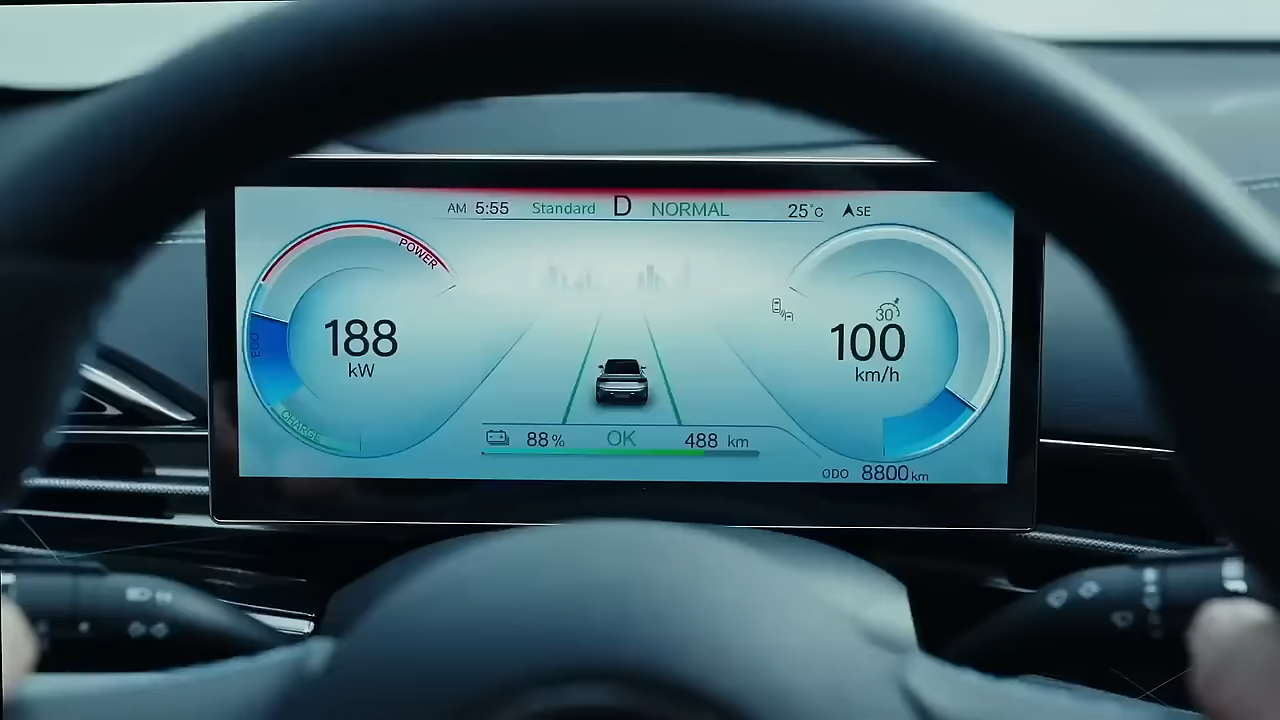 AM 5:55 Standard D NORMAL 25°C SE
POWER
ECO
CHARGE
188
kW
30
100
km/h
88% OK 488 km
ODO 8800 km